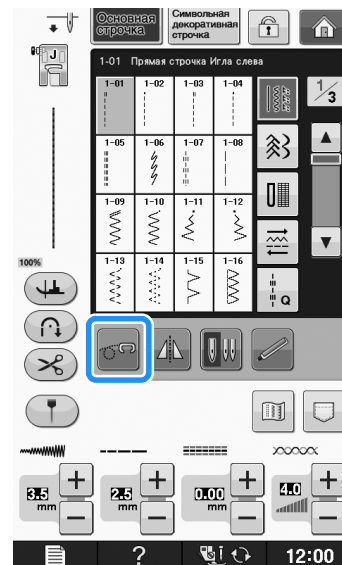 Основная строчка
Символьная декоративная строчка
J
1-01 Прямая строчка Игла слева
1-01 1-02 1-03 1-04
1/3
1-05 1-06 1-07 1-08
1-09 1-10 1-11 1-12
1-13 1-14 1-15 1-16
Q
100%
3.5 mm
2.5 mm
0.00 mm
4.0
?
12:00